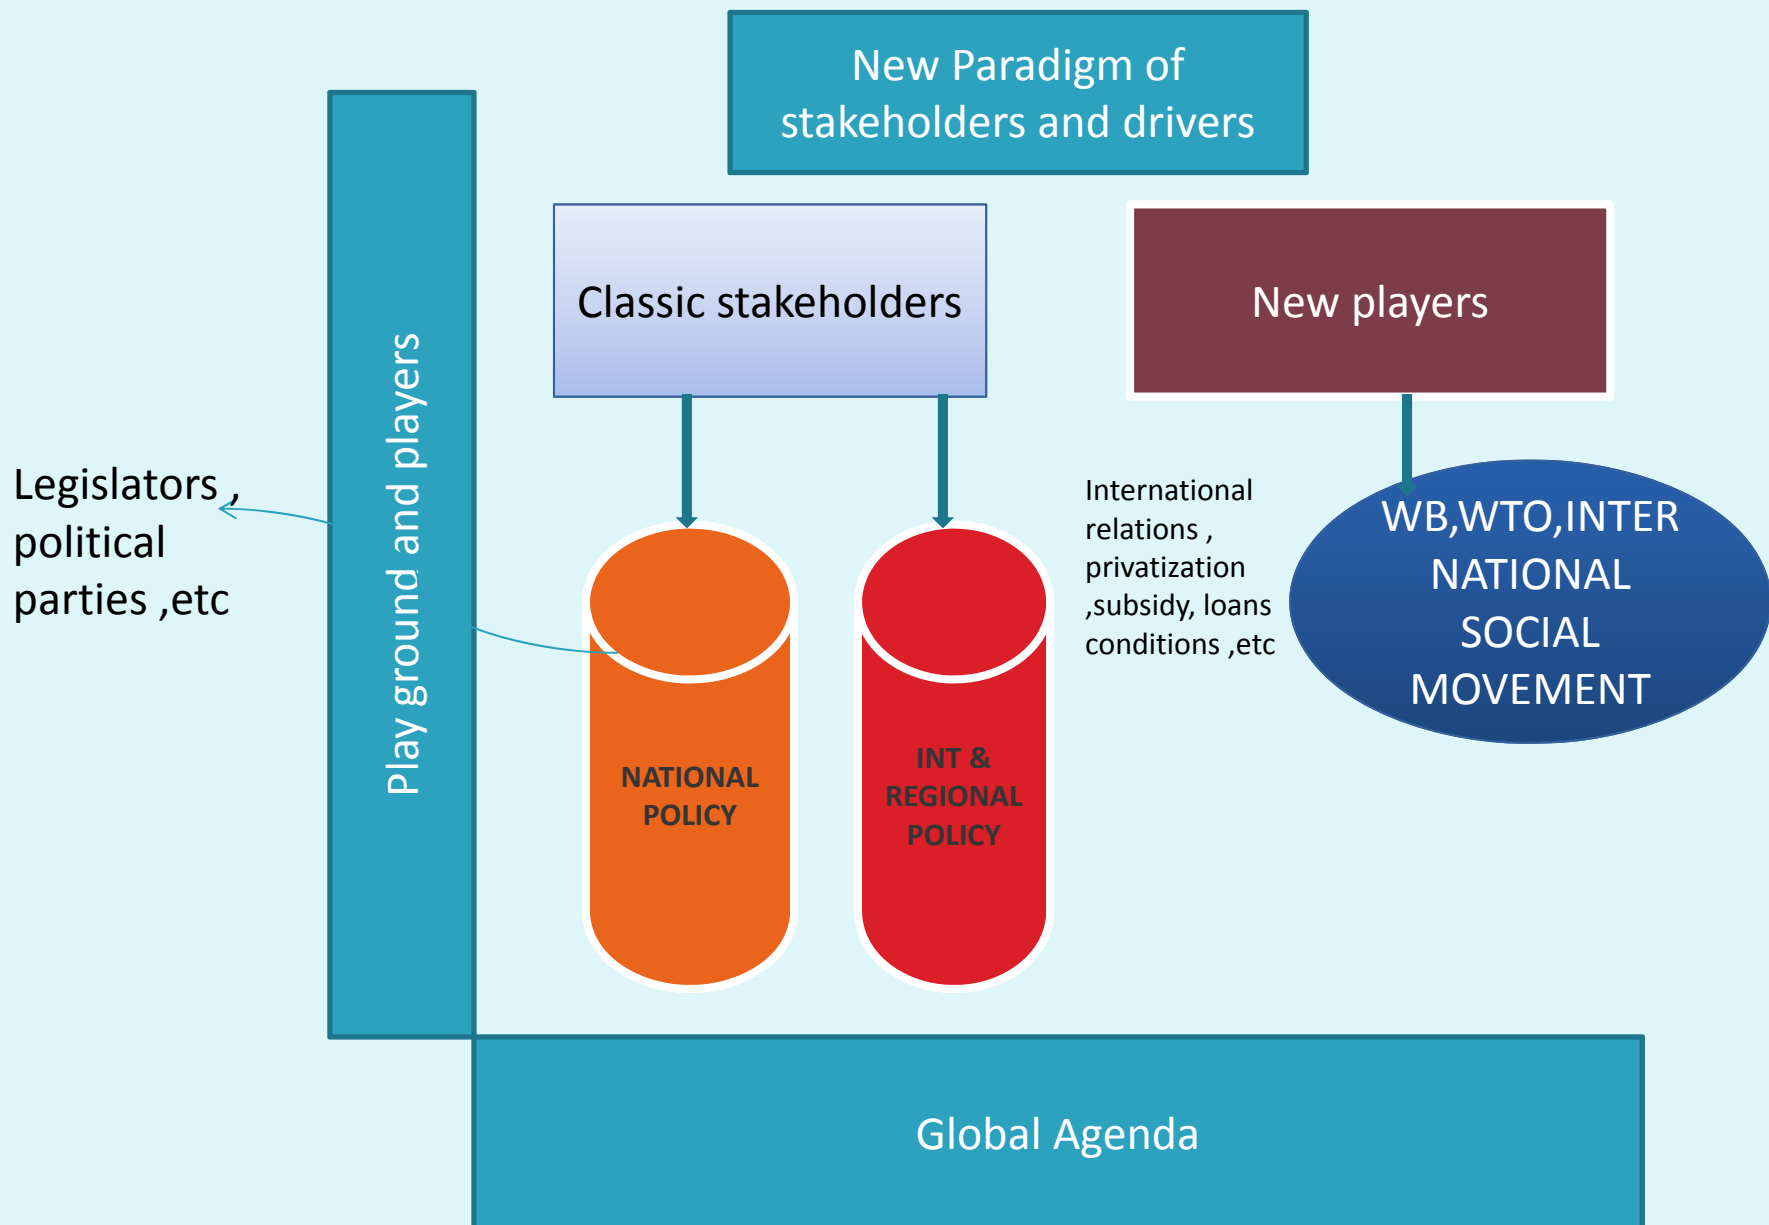 New Paradigm of
stakeholders and drivers
Classic stakeholders
New players
Play ground and players
Legislators ,
political
parties ,etc
International
relations ,
privatization
,subsidy, loans
conditions ,etc
WB,WTO,INTER
NATIONAL
SOCIAL
MOVEMENT
NATIONAL
POLICY
INT &
REGIONAL
POLICY
Global Agenda